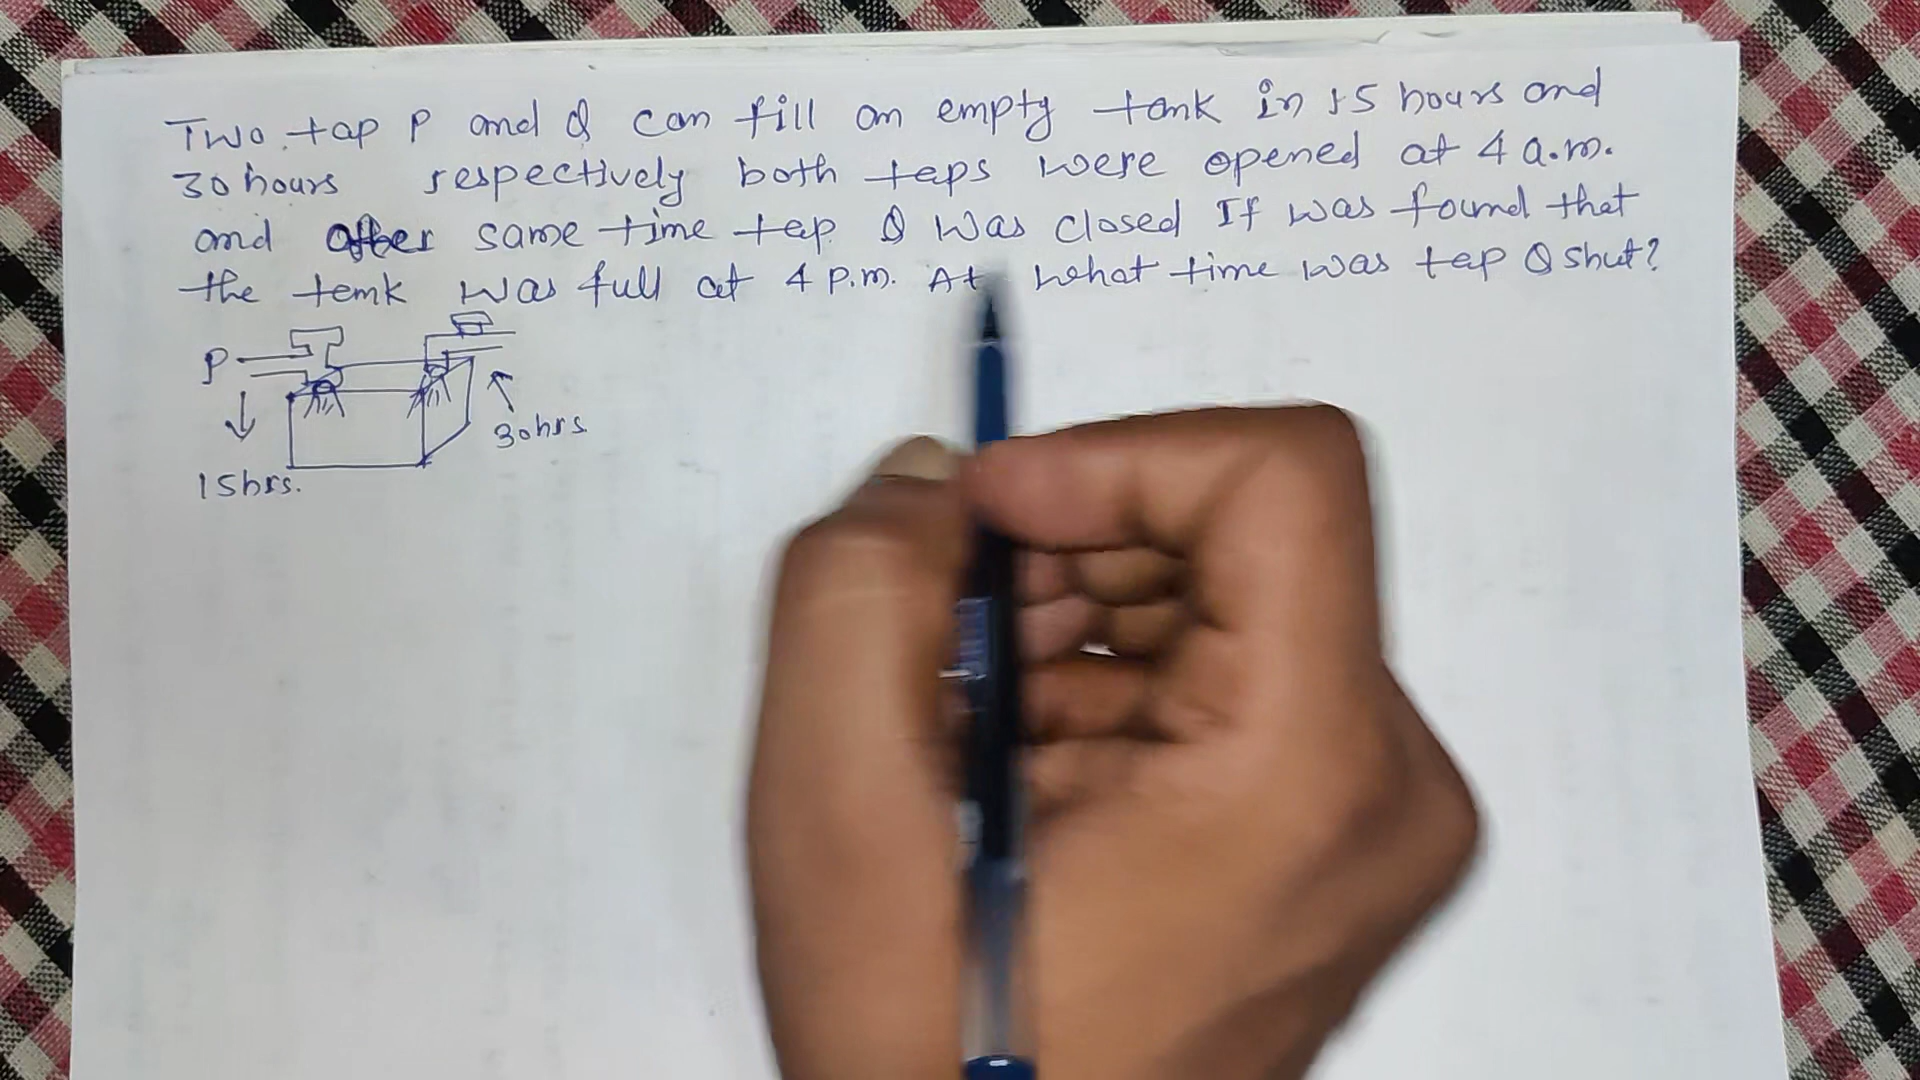 Two tap P and Q can fill an empty tank in 15 hours and
30 hours respectively both taps were opened at 4 a.m.
and after some time tap Q was closed If was found that
the tank was full at 4 p.m. At what time was tap Q shut?
P
30hrs
15hrs.